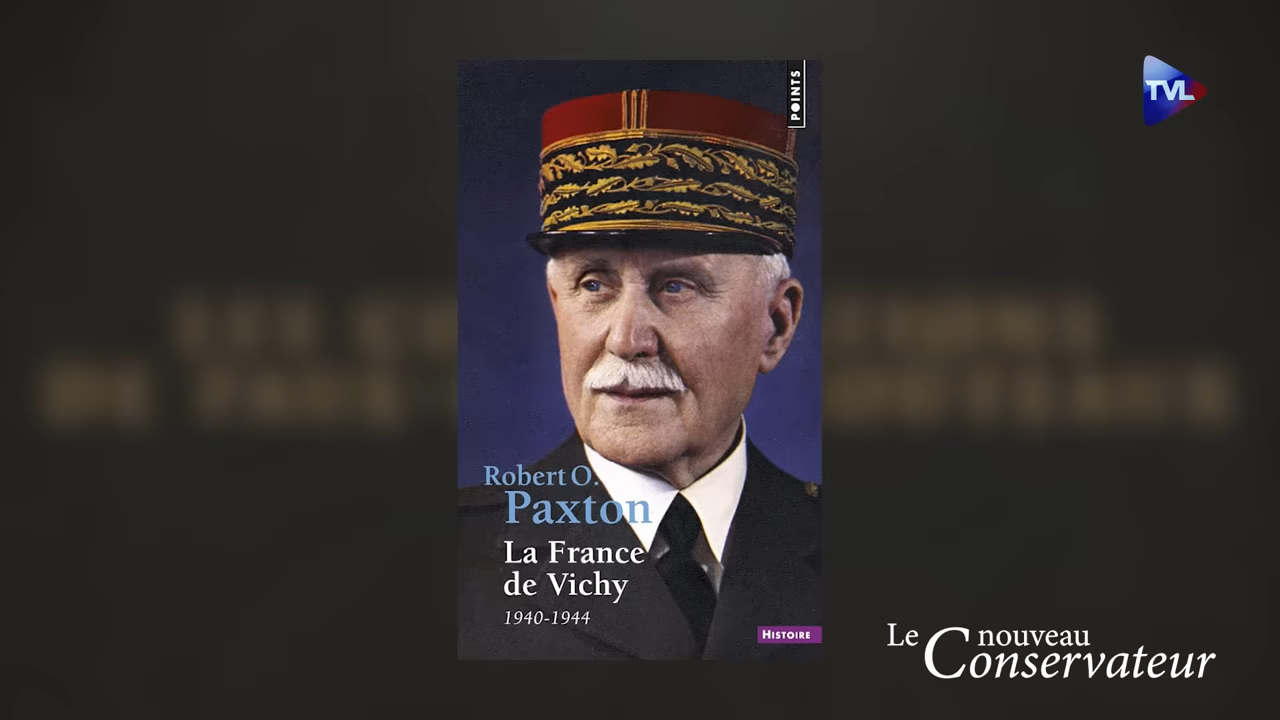 POINTS
TVL
Robert O.
Paxton
La France
de Vichy
1940-1944
HISTOIRE
Le nouveau
Conservateur